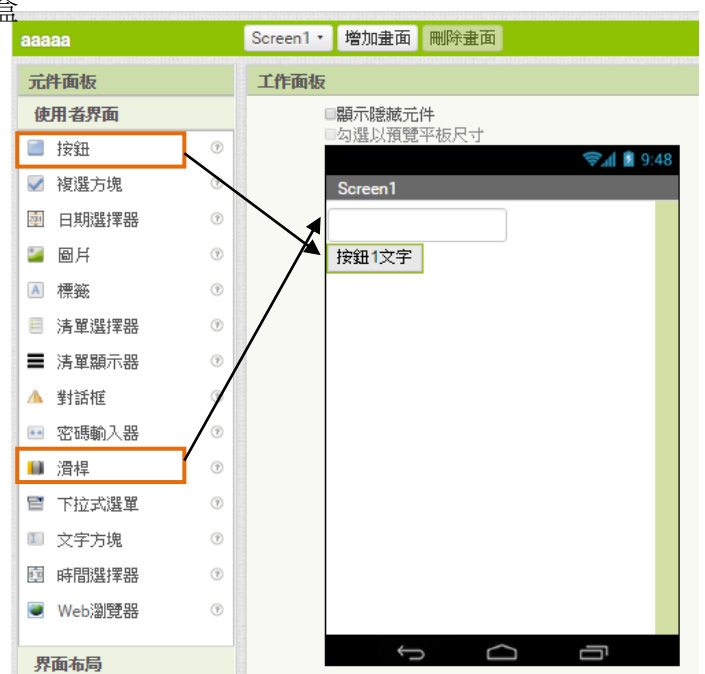 盒
aaaaa
Screen1
增加畫面
刪除畫面
元件面板
使用者界面
按鈕
複選方塊
日期選擇器
圖片
標籤
清單選擇器
清單顯示器
對話框
密碼輸入器
滑桿
下拉式選單
文字方塊
時間選擇器
Web瀏覽器
界面布局
工作面板
顯示隱藏元件
勾選以預覽平板尺寸
9:48
Screen1
按鈕1文字